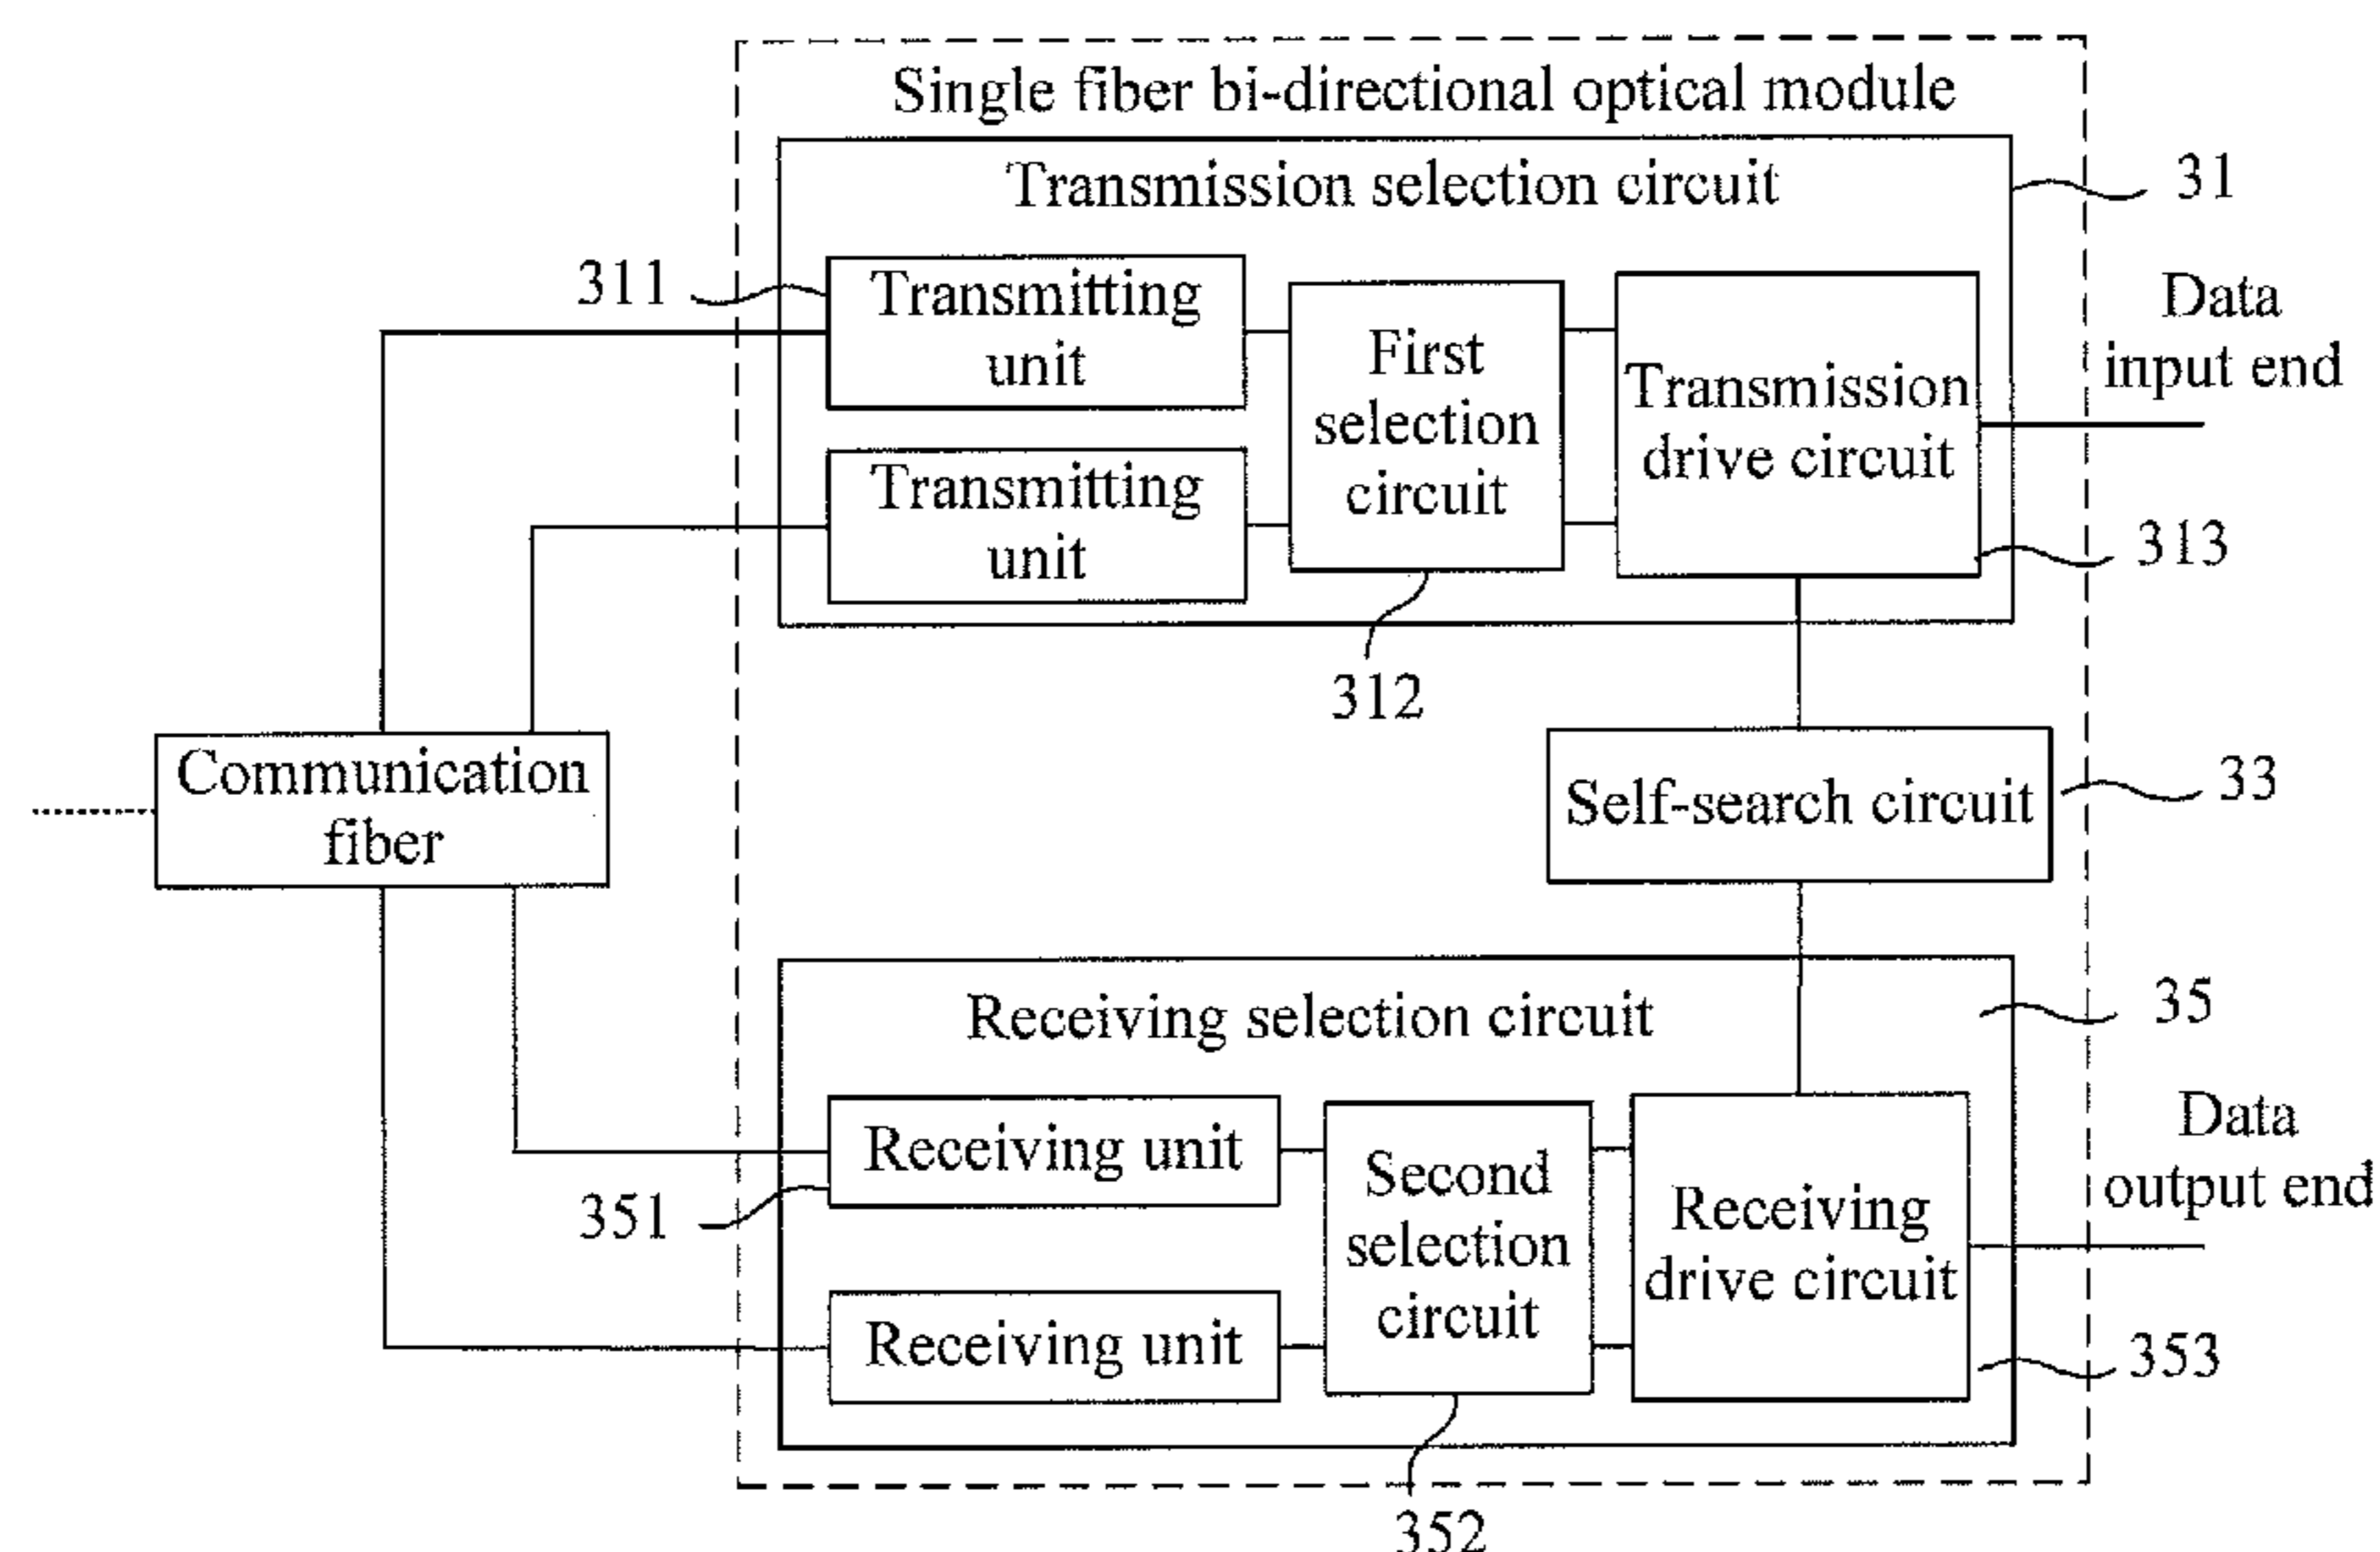 Single fiber bi-directional optical module
Transmission selection circuit
31
311
Transmitting
unit
First
selection
circuit
Transmission
drive circuit
Data
input end
Transmitting
unit
313
312
Communication
fiber
Self-search circuit
33
Receiving selection circuit
35
Receiving unit
351
Second
selection
circuit
Receiving
drive circuit
Data
output end
Receiving unit
353
352